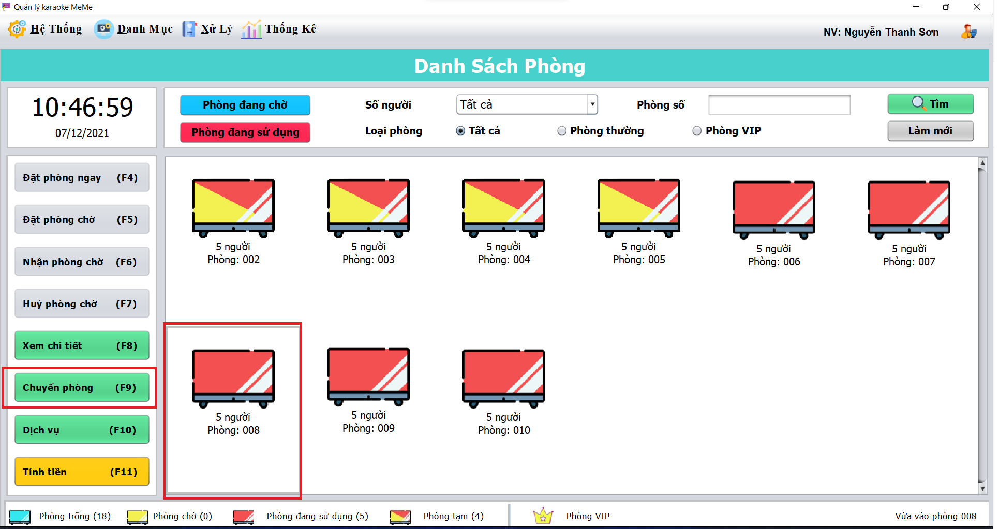 Quản lý karaoke MeMe
Hệ Thống Danh Mục Xử Lý Thống Kê
NV: Nguyễn Thanh Sơn
Danh Sách Phòng
10:46:59
07/12/2021
Phòng đang chờ
Phòng đang sử dụng
Số người Tất cả Phòng số Tìm
Loại phòng Tất cả Phòng thường Phòng VIP Làm mới
Đặt phòng ngay (F4)
Đặt phòng chờ (F5)
Nhận phòng chờ (F6)
Huỷ phòng chờ (F7)
Xem chi tiết (F8)
Chuyển phòng (F9)
Dịch vụ (F10)
Tính tiền (F11)
5 người
Phòng: 002
5 người
Phòng: 003
5 người
Phòng: 004
5 người
Phòng: 005
5 người
Phòng: 006
5 người
Phòng: 007
5 người
Phòng: 008
5 người
Phòng: 009
5 người
Phòng: 010
Phòng trống (18) Phòng chờ (0) Phòng đang sử dụng (5) Phòng tạm (4) Phòng VIP Vừa vào phòng 008